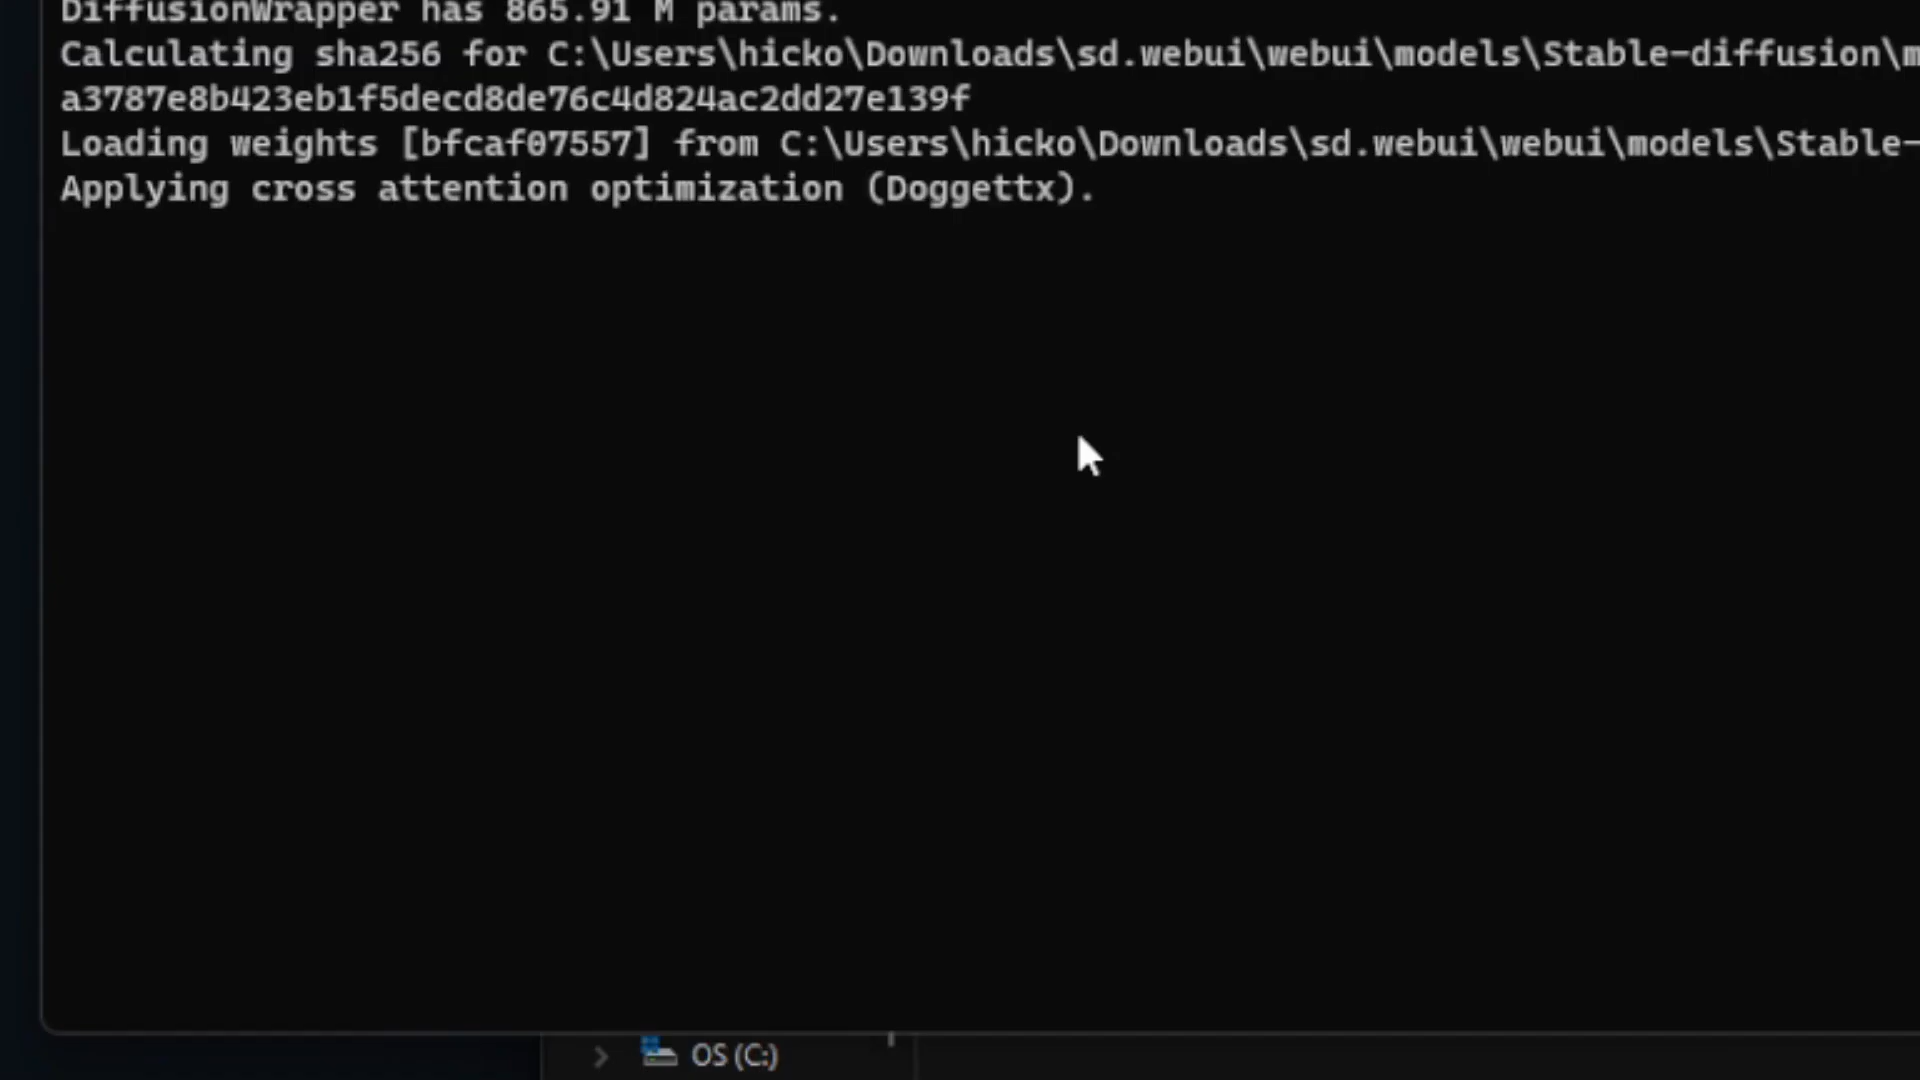 DiffusionWrapper has 865.91 M params.
Calculating sha256 for C:\Users\hicko\Downloads\sd.webui\webui\models\Stable-diffusion\m
a3787e8b423eb1f5decd8de76c4d824ac2dd27e139f
Loading weights [bfcaf07557] from C:\Users\hicko\Downloads\sd.webui\webui\models\Stable-
Applying cross attention optimization (Doggettx).
OS (C:)